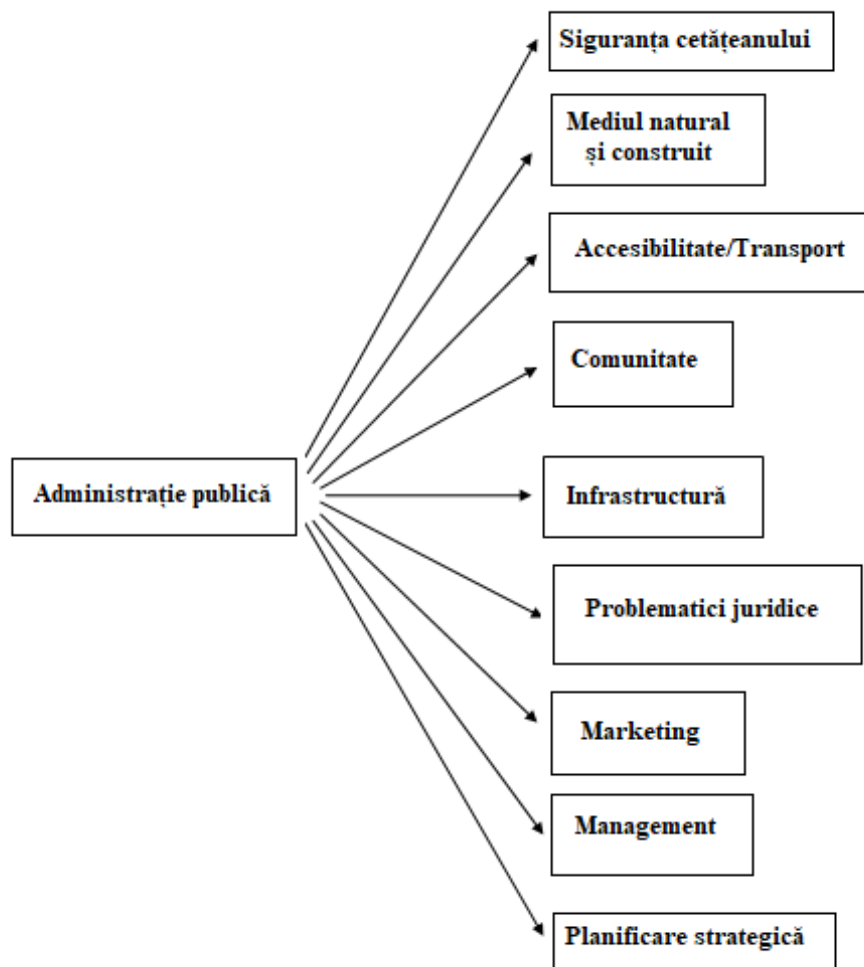 Siguranța cetățeanului
Mediul natural
și construit
Accesibilitate/Transport
Comunitate
Administrație publică
Infrastructură
Problematici juridice
Marketing
Management
Planificare strategică